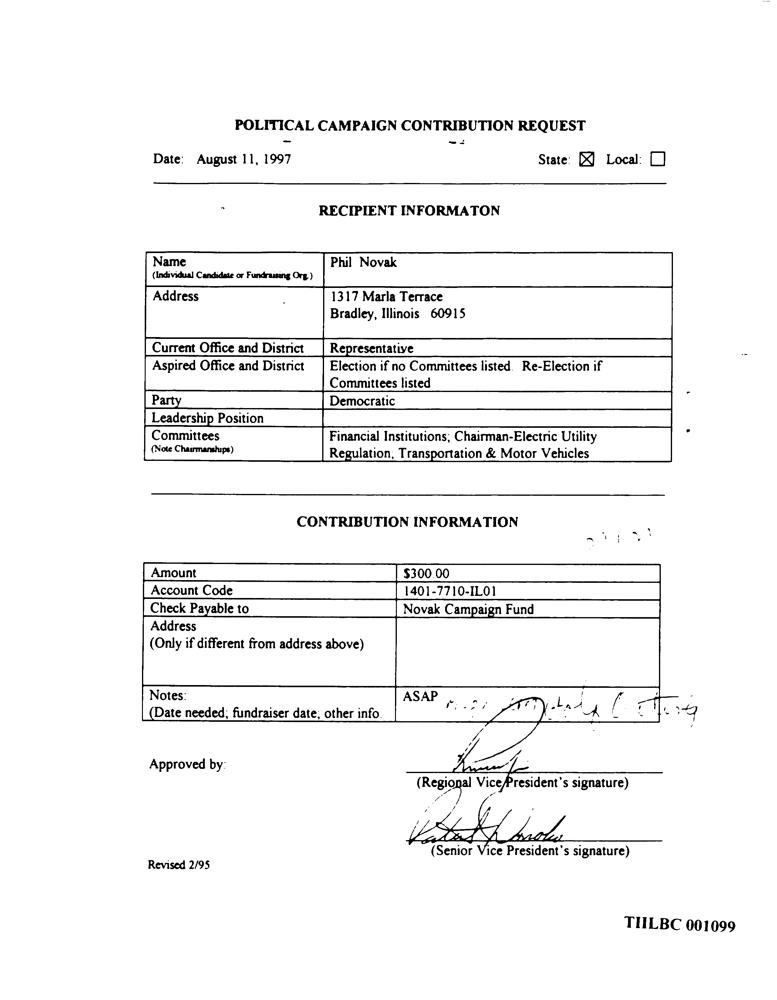 POLITICAL CAMPAIGN CONTRIBUTION REQUEST
Date: August 11, 1997 State: ☒ Local: ☐
RECIPIENT INFORMATON
Name Phil Novak
(Individual Candidate or Fundraising Org.)
Address 1317 Marla Terrace
Bradley, Illinois 60915
Current Office and District Representative
Aspired Office and District Election if no Committees listed. Re-Election if
Committees listed
Party Democratic
Leadership Position
Committees Financial Institutions; Chairman-Electric Utility
(Note Chairmanships) Regulation, Transportation & Motor Vehicles
CONTRIBUTION INFORMATION
Amount $300.00
Account Code 1401-7710-IL01
Check Payable to Novak Campaign Fund
Address
(Only if different from address above)
Notes: ASAP
(Date needed; fundraiser date; other info.
Approved by:
(Regional Vice President's signature)
(Senior Vice President's signature)
Revised 2/95
TIILBC 001099